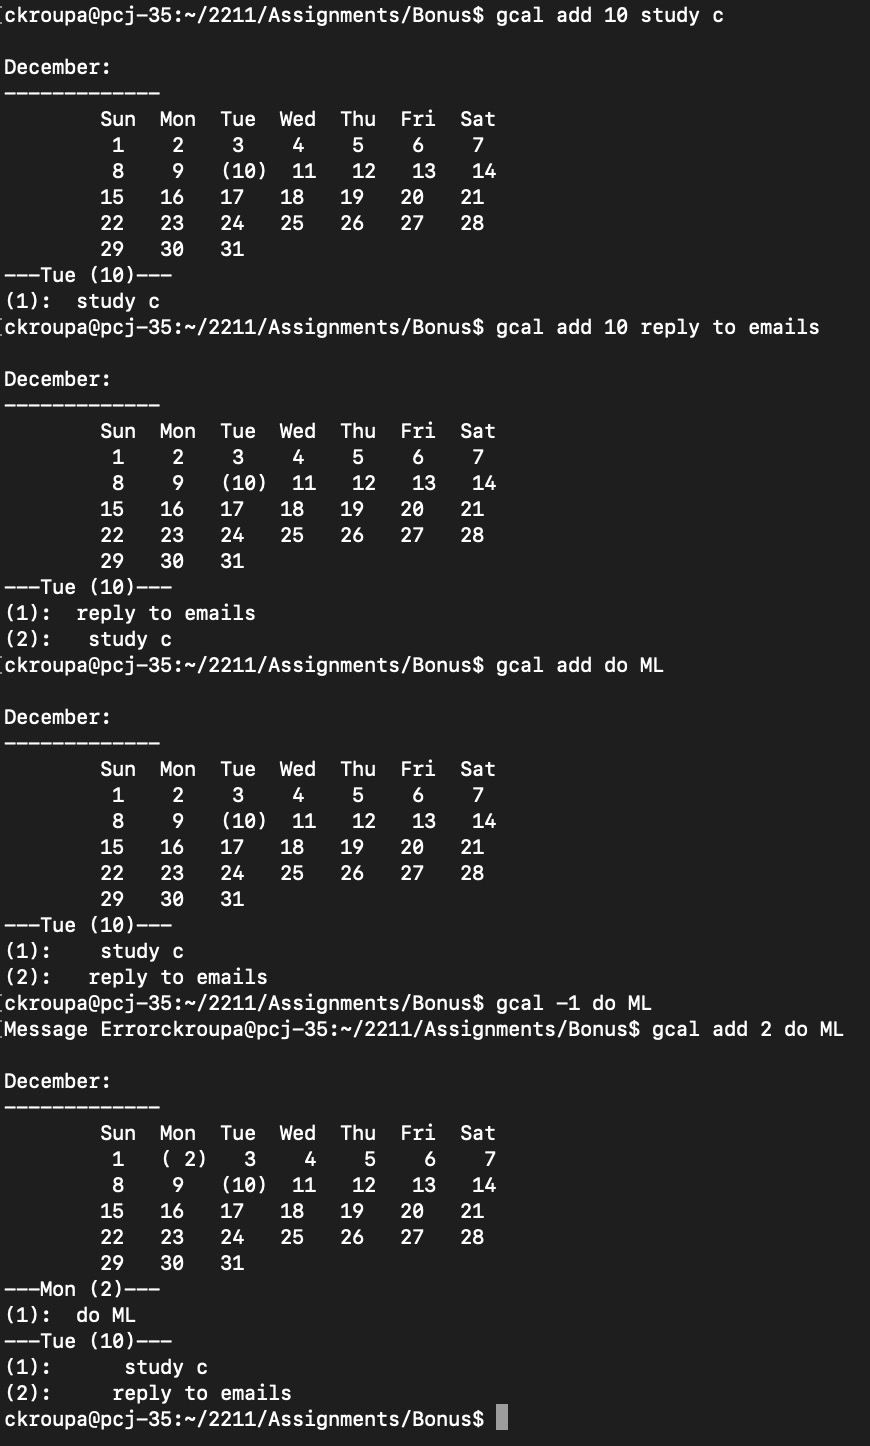 ckroupa@pcj-35:~/2211/Assignments/Bonus$ gcal add 10 study c

December:
-------------
        Sun  Mon  Tue  Wed  Thu  Fri  Sat
         1    2    3    4    5    6    7
         8    9   (10)  11   12   13   14
        15   16   17   18   19   20   21
        22   23   24   25   26   27   28
        29   30   31
---Tue (10)---
(1):  study c
ckroupa@pcj-35:~/2211/Assignments/Bonus$ gcal add 10 reply to emails

December:
-------------
        Sun  Mon  Tue  Wed  Thu  Fri  Sat
         1    2    3    4    5    6    7
         8    9   (10)  11   12   13   14
        15   16   17   18   19   20   21
        22   23   24   25   26   27   28
        29   30   31
---Tue (10)---
(1):  reply to emails
(2):   study c
ckroupa@pcj-35:~/2211/Assignments/Bonus$ gcal add do ML

December:
-------------
        Sun  Mon  Tue  Wed  Thu  Fri  Sat
         1    2    3    4    5    6    7
         8    9   (10)  11   12   13   14
        15   16   17   18   19   20   21
        22   23   24   25   26   27   28
        29   30   31
---Tue (10)---
(1):    study c
(2):   reply to emails
ckroupa@pcj-35:~/2211/Assignments/Bonus$ gcal -1 do ML
Message Errorckroupa@pcj-35:~/2211/Assignments/Bonus$ gcal add 2 do ML

December:
-------------
        Sun  Mon  Tue  Wed  Thu  Fri  Sat
         1   ( 2)   3    4    5    6    7
         8    9   (10)  11   12   13   14
        15   16   17   18   19   20   21
        22   23   24   25   26   27   28
        29   30   31
---Mon (2)---
(1):  do ML
---Tue (10)---
(1):      study c
(2):     reply to emails
ckroupa@pcj-35:~/2211/Assignments/Bonus$